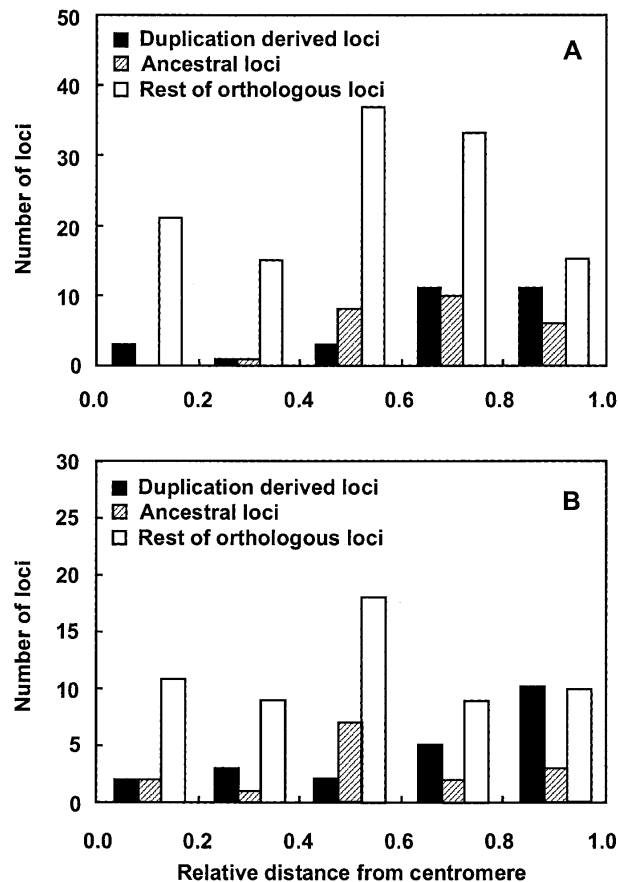 50
40
30
20
10
0
Number of loci
Duplication derived loci
Ancestral loci
Rest of orthologous loci
A
0.0 0.2 0.4 0.6 0.8 1.0
30
25
20
15
10
5
0
Number of loci
Duplication derived loci
Ancestral loci
Rest of orthologous loci
B
0.0 0.2 0.4 0.6 0.8 1.0
Relative distance from centromere